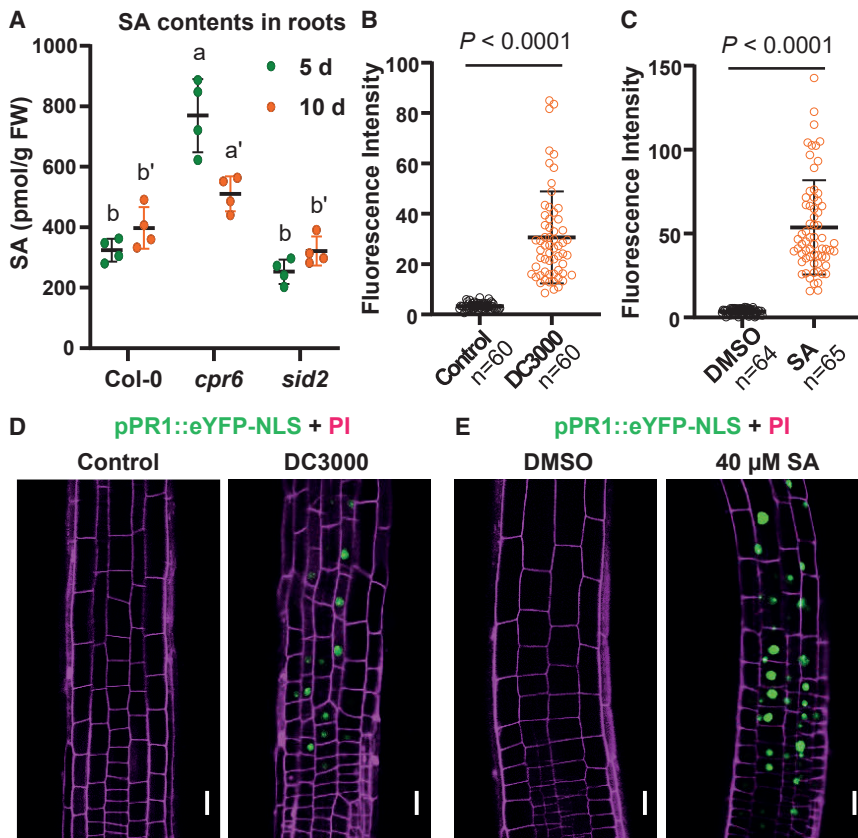 A SA contents in roots
SA (pmol/g FW)
1000
800
600
400
200
0
a
a'
b
b'
b
b'
5 d
10 d
Col-0 cpr6 sid2
B
P < 0.0001
Fluorescence Intensity
100
80
60
40
20
0
Control
n=60
DC3000
n=60
C
P < 0.0001
Fluorescence Intensity
150
100
50
0
DMSO
n=64
SA
n=65
D pPR1::eYFP-NLS + PI
Control DC3000
E pPR1::eYFP-NLS + PI
DMSO 40 µM SA